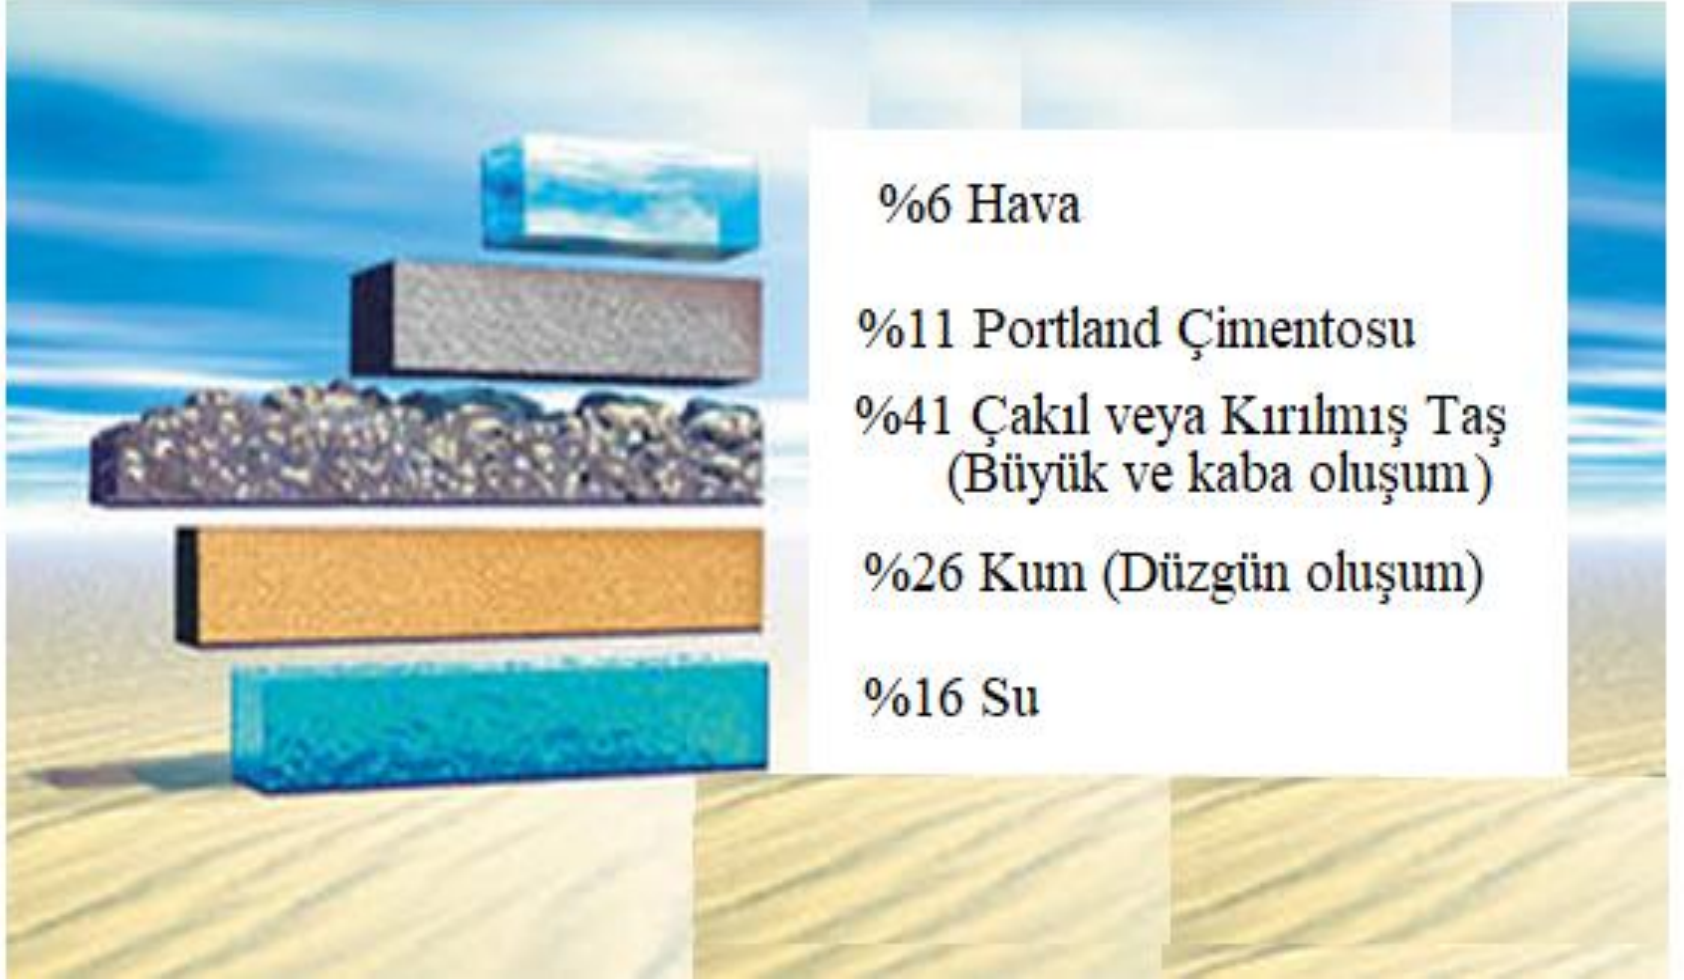 %6 Hava
%11 Portland Çimentosu
%41 Çakıl veya Kırılmış Taş
(Büyük ve kaba oluşum)
%26 Kum (Düzgün oluşum)
%16 Su